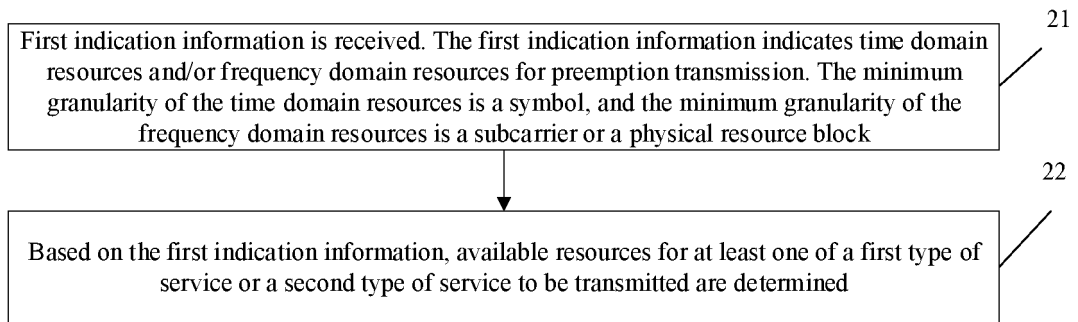 21
First indication information is received. The first indication information indicates time domain
resources and/or frequency domain resources for preemption transmission. The minimum
granularity of the time domain resources is a symbol, and the minimum granularity of the
frequency domain resources is a subcarrier or a physical resource block
22
Based on the first indication information, available resources for at least one of a first type of
service or a second type of service to be transmitted are determined